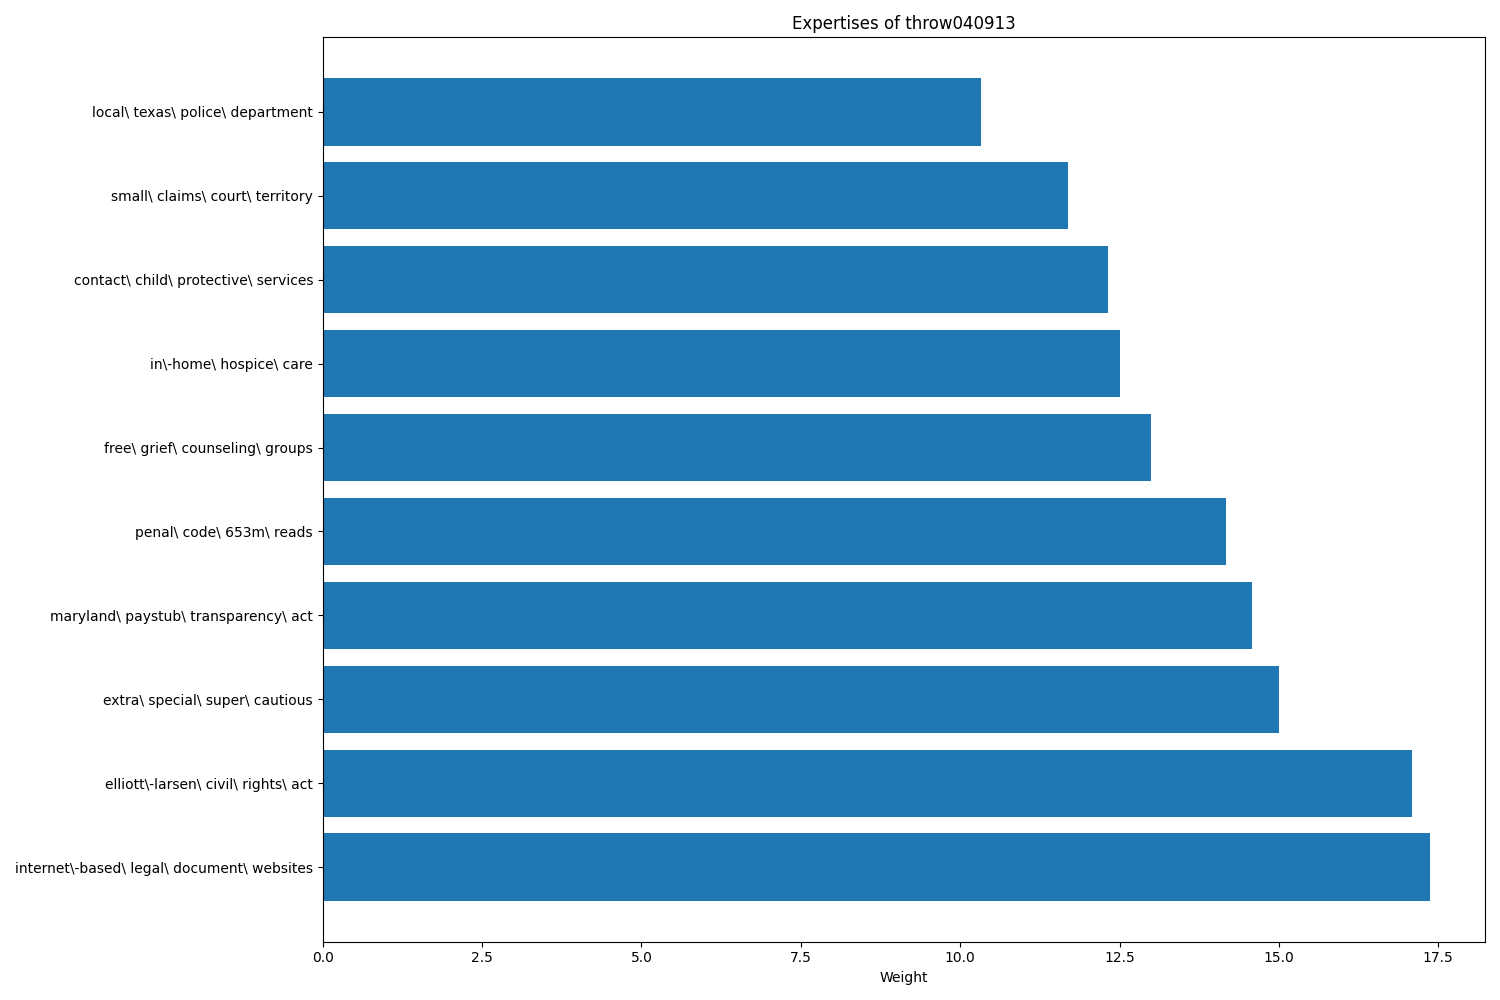 Expertises of throw040913
local\ texas\ police\ department
small\ claims\ court\ territory
contact\ child\ protective\ services
in\-home\ hospice\ care
free\ grief\ counseling\ groups
penal\ code\ 653m\ reads
maryland\ paystub\ transparency\ act
extra\ special\ super\ cautious
elliott\-larsen\ civil\ rights\ act
internet\-based\ legal\ document\ websites
0.0 2.5 5.0 7.5 10.0 12.5 15.0 17.5
Weight